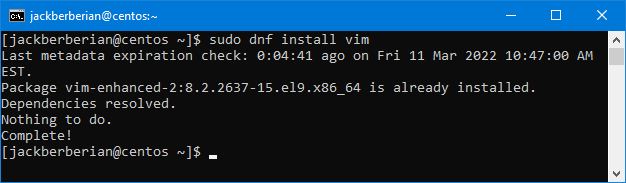 jackberberian@centos:~
[jackberberian@centos ~]$ sudo dnf install vim
Last metadata expiration check: 0:04:41 ago on Fri 11 Mar 2022 10:47:00 AM
EST.
Package vim-enhanced-2:8.2.2637-15.el9.x86_64 is already installed.
Dependencies resolved.
Nothing to do.
Complete!
[jackberberian@centos ~]$